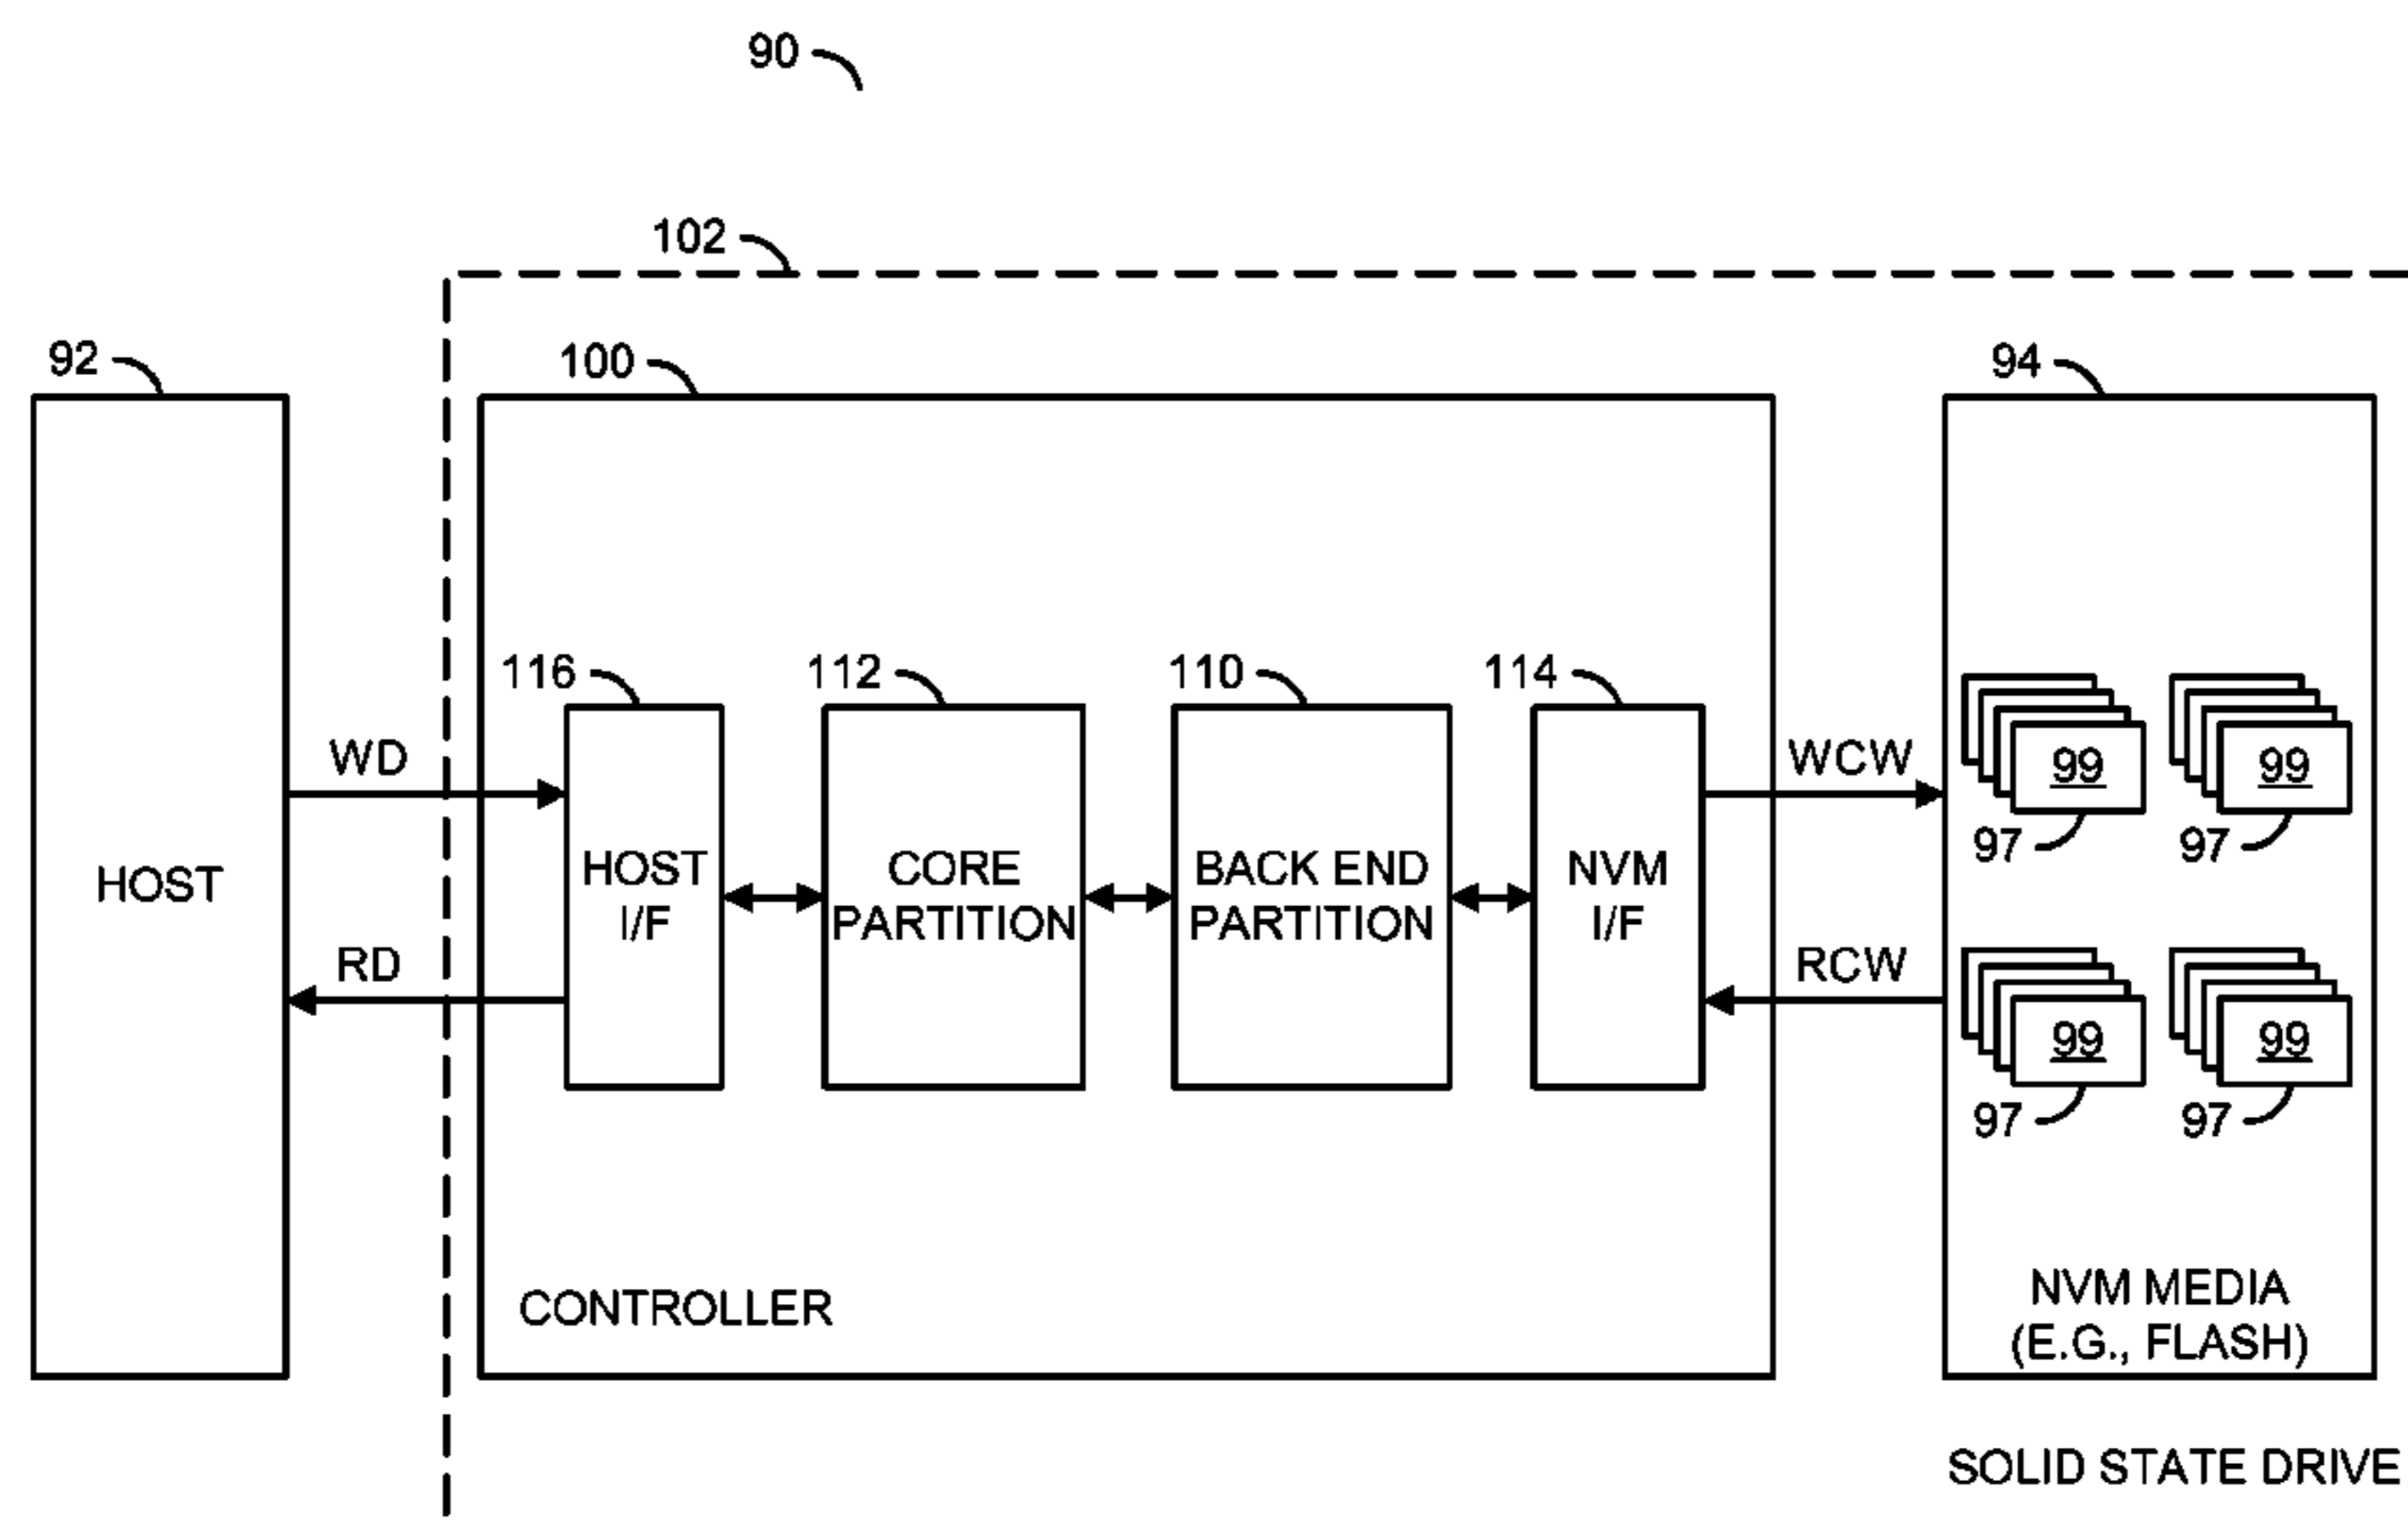 90
102
92
100
94
116
112
110
114
WD
WCW
99
99
97
97
HOST
HOST
I/F
CORE
PARTITION
BACK END
PARTITION
NVM
I/F
RD
RCW
99
99
97
97
CONTROLLER
NVM MEDIA
(E.G., FLASH)
SOLID STATE DRIVE